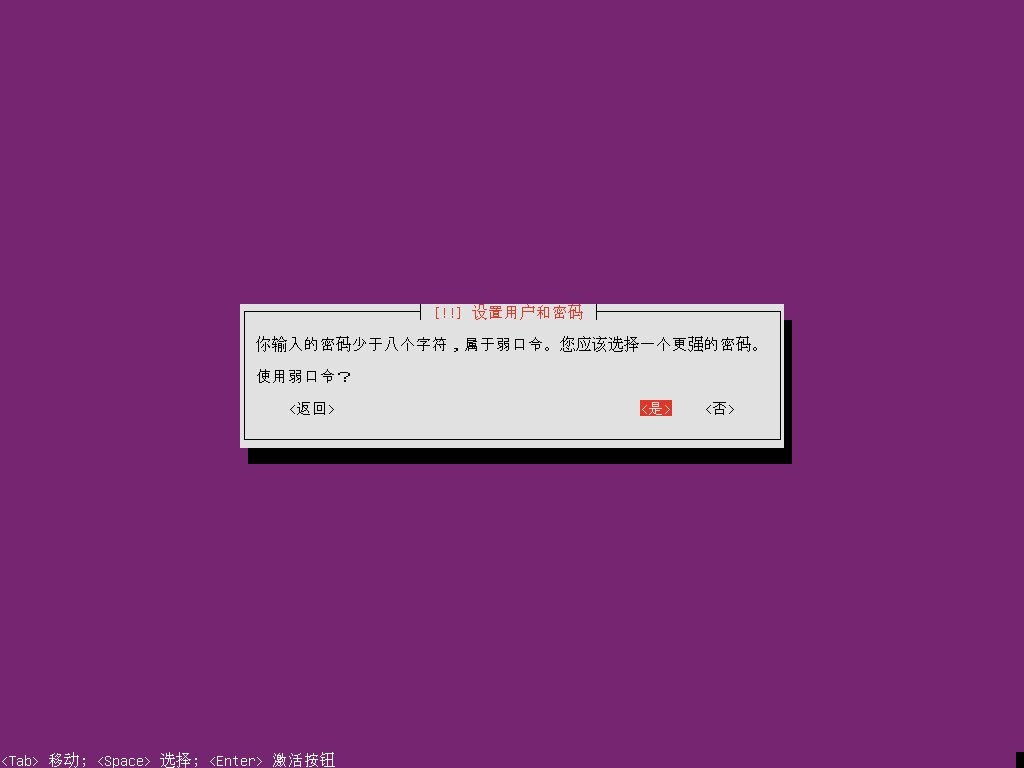 [!!] 设置用户和密码
你输入的密码少于八个字符，属于弱口令。您应该选择一个更强的密码。
使用弱口令？
<返回> <是> <否>
<Tab> 移动; <Space> 选择; <Enter> 激活按钮